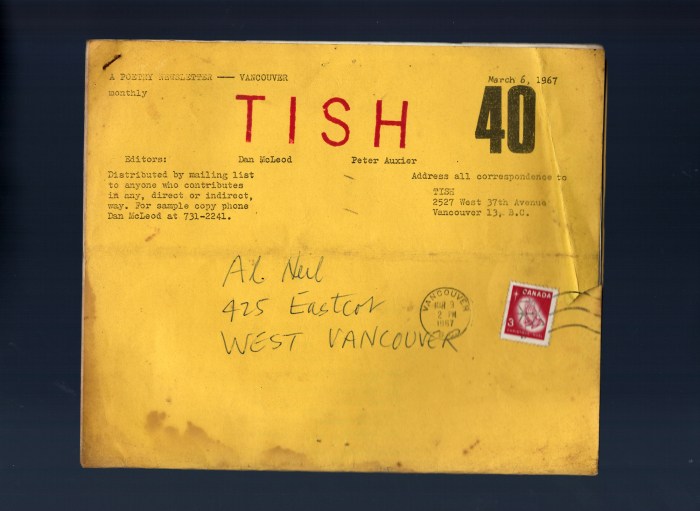 A POETRY NEWSLETTER —— VANCOUVER
March 6, 1967
monthly
TISH
40
Editors: Dan McLeod Peter Auxier
Distributed by mailing list
to anyone who contributes
in any, direct or indirect,
way. For sample copy phone
Dan McLeod at 731-2241.
Address all correspondence to
TISH
2527 West 37th Avenue
Vancouver 13, B.C.
Al Neil
425 Eastcot
WEST VANCOUVER
VANCOUVER
2 PM
1967
CANADA
3